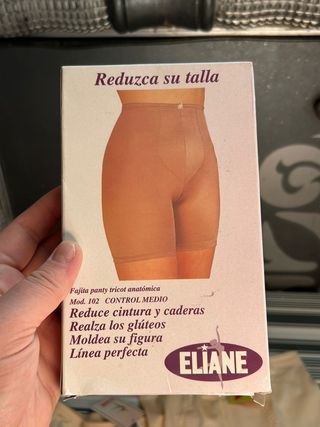 Reduzca su talla
Fajita panty tricot anatómica
Mod. 102 CONTROL MEDIO
Reduce cintura y caderas
Realza los glúteos
Moldea su figura
Línea perfecta
ELIANE